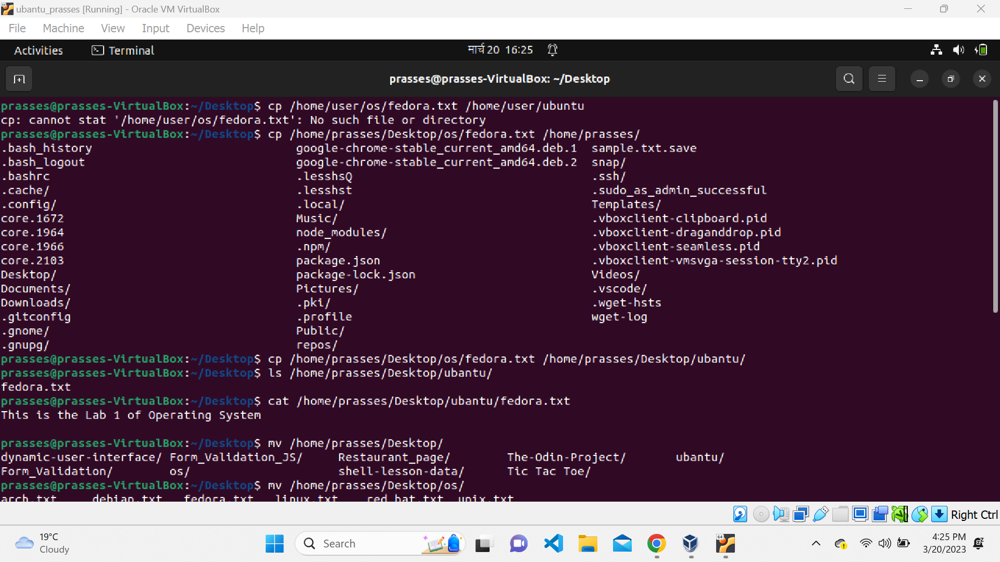 ubantu_prasses [Running] - Oracle VM VirtualBox
File Machine View Input Devices Help
Activities Terminal मार्च 20 16:25
prasses@prasses-VirtualBox: ~/Desktop
prasses@prasses-VirtualBox:~/Desktop$ cp /home/user/os/fedora.txt /home/user/ubuntu
cp: cannot stat '/home/user/os/fedora.txt': No such file or directory
prasses@prasses-VirtualBox:~/Desktop$ cp /home/prasses/Desktop/os/fedora.txt /home/prasses/
.bash_history google-chrome-stable_current_amd64.deb.1 sample.txt.save
.bash_logout google-chrome-stable_current_amd64.deb.2 snap/
.bashrc .lesshsQ .ssh/
.cache/ .lesshst .sudo_as_admin_successful
.config/ .local/ Templates/
core.1672 Music/ .vboxclient-clipboard.pid
core.1964 node_modules/ .vboxclient-draganddrop.pid
core.1966 .npm/ .vboxclient-seamless.pid
core.2103 package.json .vboxclient-vmsvga-session-tty2.pid
Desktop/ package-lock.json Videos/
Documents/ Pictures/ .vscode/
Downloads/ .pki/ .wget-hsts
.gitconfig .profile wget-log
.gnome/ Public/
.gnupg/ repos/
prasses@prasses-VirtualBox:~/Desktop$ cp /home/prasses/Desktop/os/fedora.txt /home/prasses/Desktop/ubantu/
prasses@prasses-VirtualBox:~/Desktop$ ls /home/prasses/Desktop/ubantu/
fedora.txt
prasses@prasses-VirtualBox:~/Desktop$ cat /home/prasses/Desktop/ubantu/fedora.txt
This is the Lab 1 of Operating System
prasses@prasses-VirtualBox:~/Desktop$ mv /home/prasses/Desktop/
dynamic-user-interface/ Form_Validation_JS/ Restaurant_page/ The-Odin-Project/ ubantu/
Form_Validation/ os/ shell-lesson-data/ Tic Tac Toe/
prasses@prasses-VirtualBox:~/Desktop$ mv /home/prasses/Desktop/os/
arch.txt debian.txt fedora.txt linux.txt red hat.txt unix.txt
Right Ctrl
19°C
Cloudy
Search
64
4:25 PM
3/20/2023